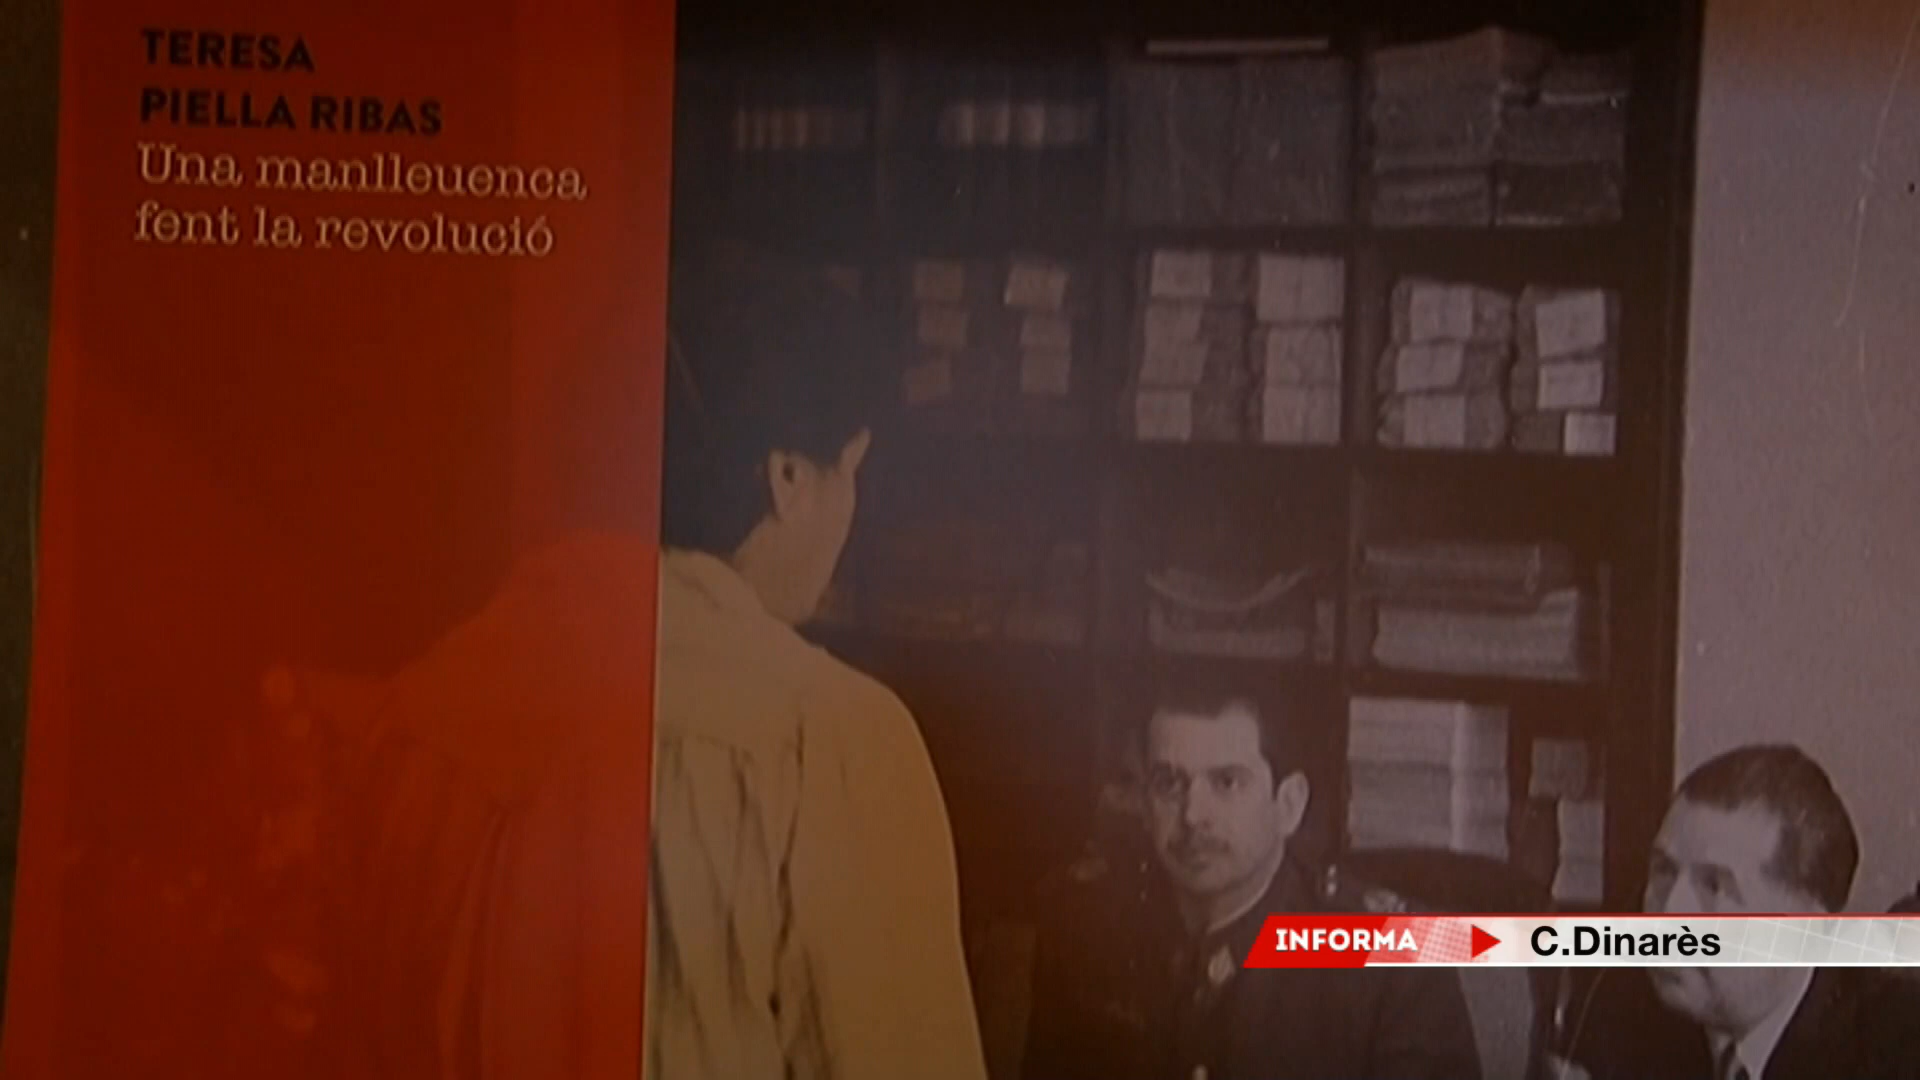 TERESA
PIELLA RIBAS
Una manlleuenca
fent la revolució
INFORMA
C.Dinarès